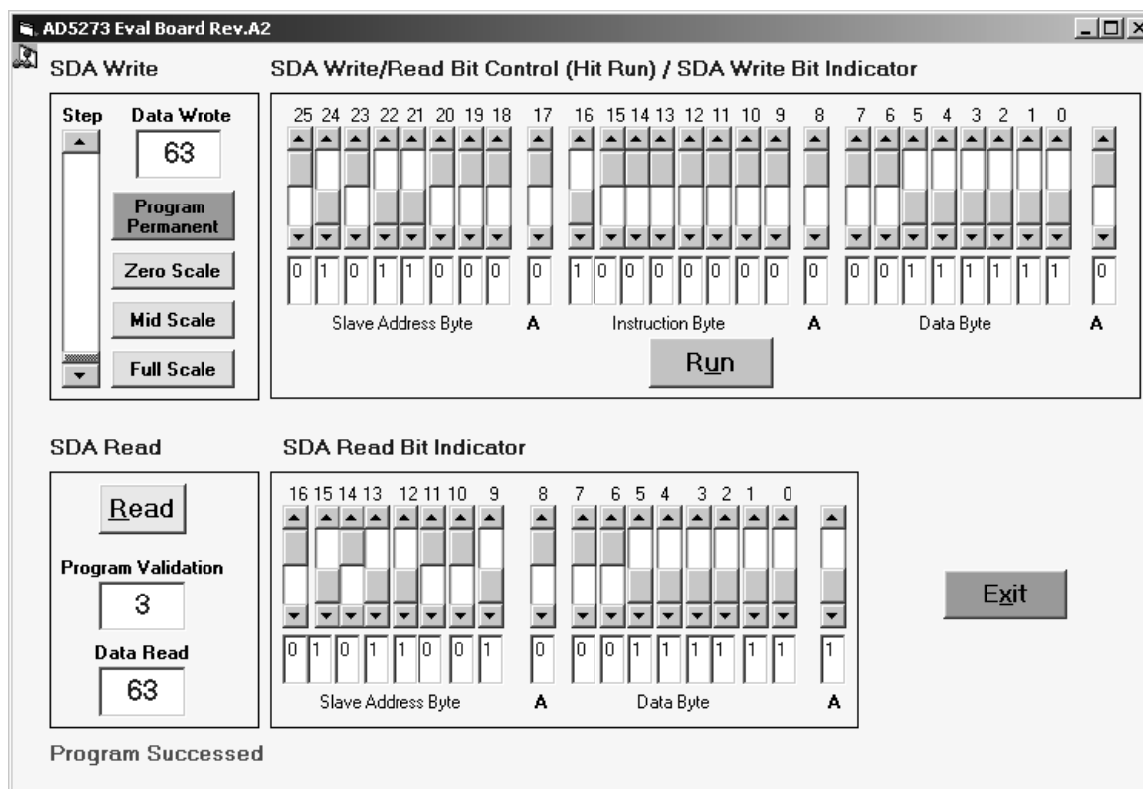 AD5273 Eval Board Rev.A2
SDA Write
SDA Write/Read Bit Control (Hit Run) / SDA Write Bit Indicator
Step
Data Wrote
63
Program
Permanent
Zero Scale
Mid Scale
Full Scale
25 24 23 22 21 20 19 18 17 16 15 14 13 12 11 10 9 8 7 6 5 4 3 2 1 0
0 1 0 1 1 0 0 0 0 1 0 0 0 0 0 0 0 0 0 0 1 1 1 1 1 1 0
Slave Address Byte A Instruction Byte A Data Byte A
Run
SDA Read
SDA Read Bit Indicator
Read
Program Validation
3
Data Read
63
16 15 14 13 12 11 10 9 8 7 6 5 4 3 2 1 0
0 1 0 1 1 0 0 1 0 0 0 1 1 1 1 1 1 1
Slave Address Byte A Data Byte A
Exit
Program Successed